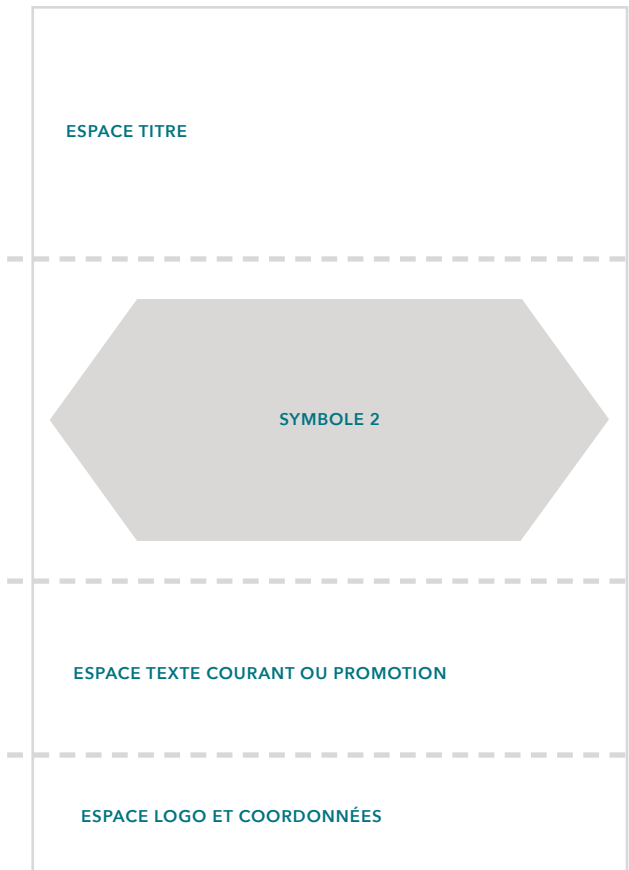 ESPACE TITRE
SYMBOLE 2
ESPACE TEXTE COURANT OU PROMOTION
ESPACE LOGO ET COORDONNÉES